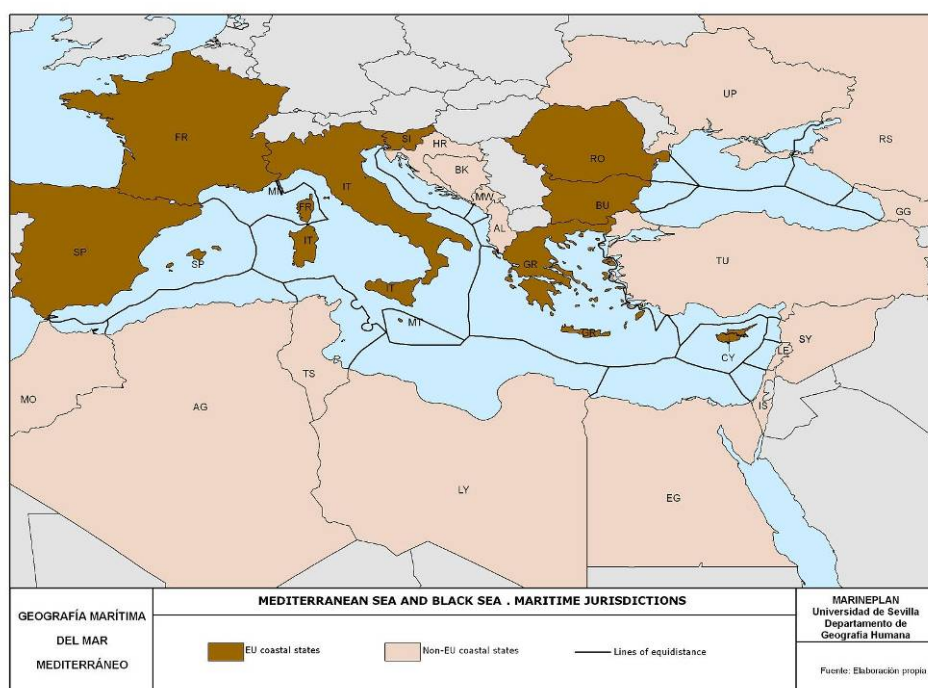 UP
FR
SI
HR
RO
RS
BK
IT
MN
FR
MW
BU
GG
IT
AL
SP
SP
GR
TU
IT
MT
GR
SY
CY
LE
TS
IS
MO
AG
LY
EG
GEOGRAFÍA MARÍTIMA
DEL MAR
MEDITERRÁNEO
MEDITERRANEAN SEA AND BLACK SEA . MARITIME JURISDICTIONS
EU coastal states
Non-EU coastal states
Lines of equidistance
MARINEPLAN
Universidad de Sevilla
Departamento de
Geografía Humana
Fuente: Elaboración propia